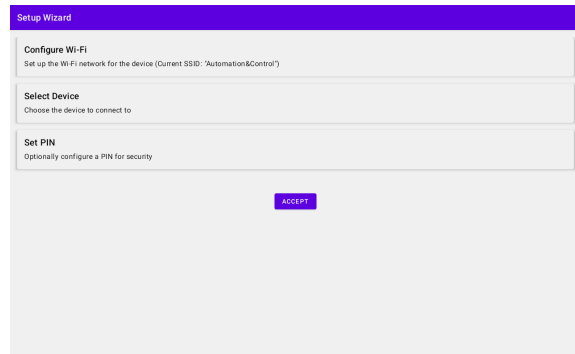 Setup Wizard
Configure Wi-Fi
Set up the Wi-Fi network for the device (Current SSID: "Automation&Control")
Select Device
Choose the device to connect to
Set PIN
Optionally configure a PIN for security
ACCEPT